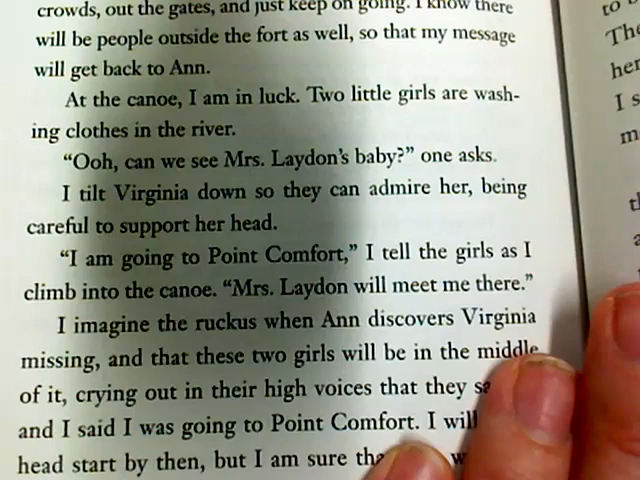 crowds, out the gates, and just keep on going. I know there
will be people outside the fort as well, so that my message
will get back to Ann.
At the canoe, I am in luck. Two little girls are wash-
ing clothes in the river.
“Ooh, can we see Mrs. Laydon’s baby?” one asks.
I tilt Virginia down so they can admire her, being
careful to support her head.
“I am going to Point Comfort,” I tell the girls as I
climb into the canoe. “Mrs. Laydon will meet me there.”
I imagine the ruckus when Ann discovers Virginia
missing, and that these two girls will be in the middle
of it, crying out in their high voices that they
and I said I was going to Point Comfort. I will
head start by then, but I am sure
to
The
her
I